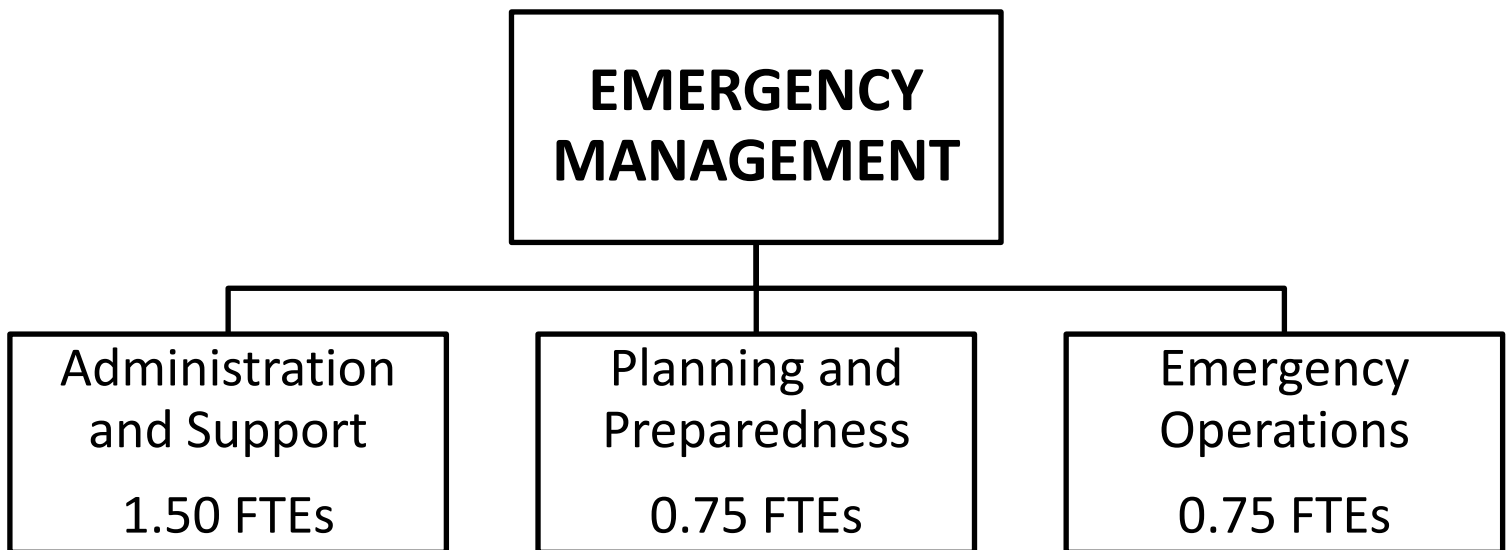 EMERGENCY
MANAGEMENT
Administration
and Support
1.50 FTEs
Planning and
Preparedness
0.75 FTEs
Emergency
Operations
0.75 FTEs